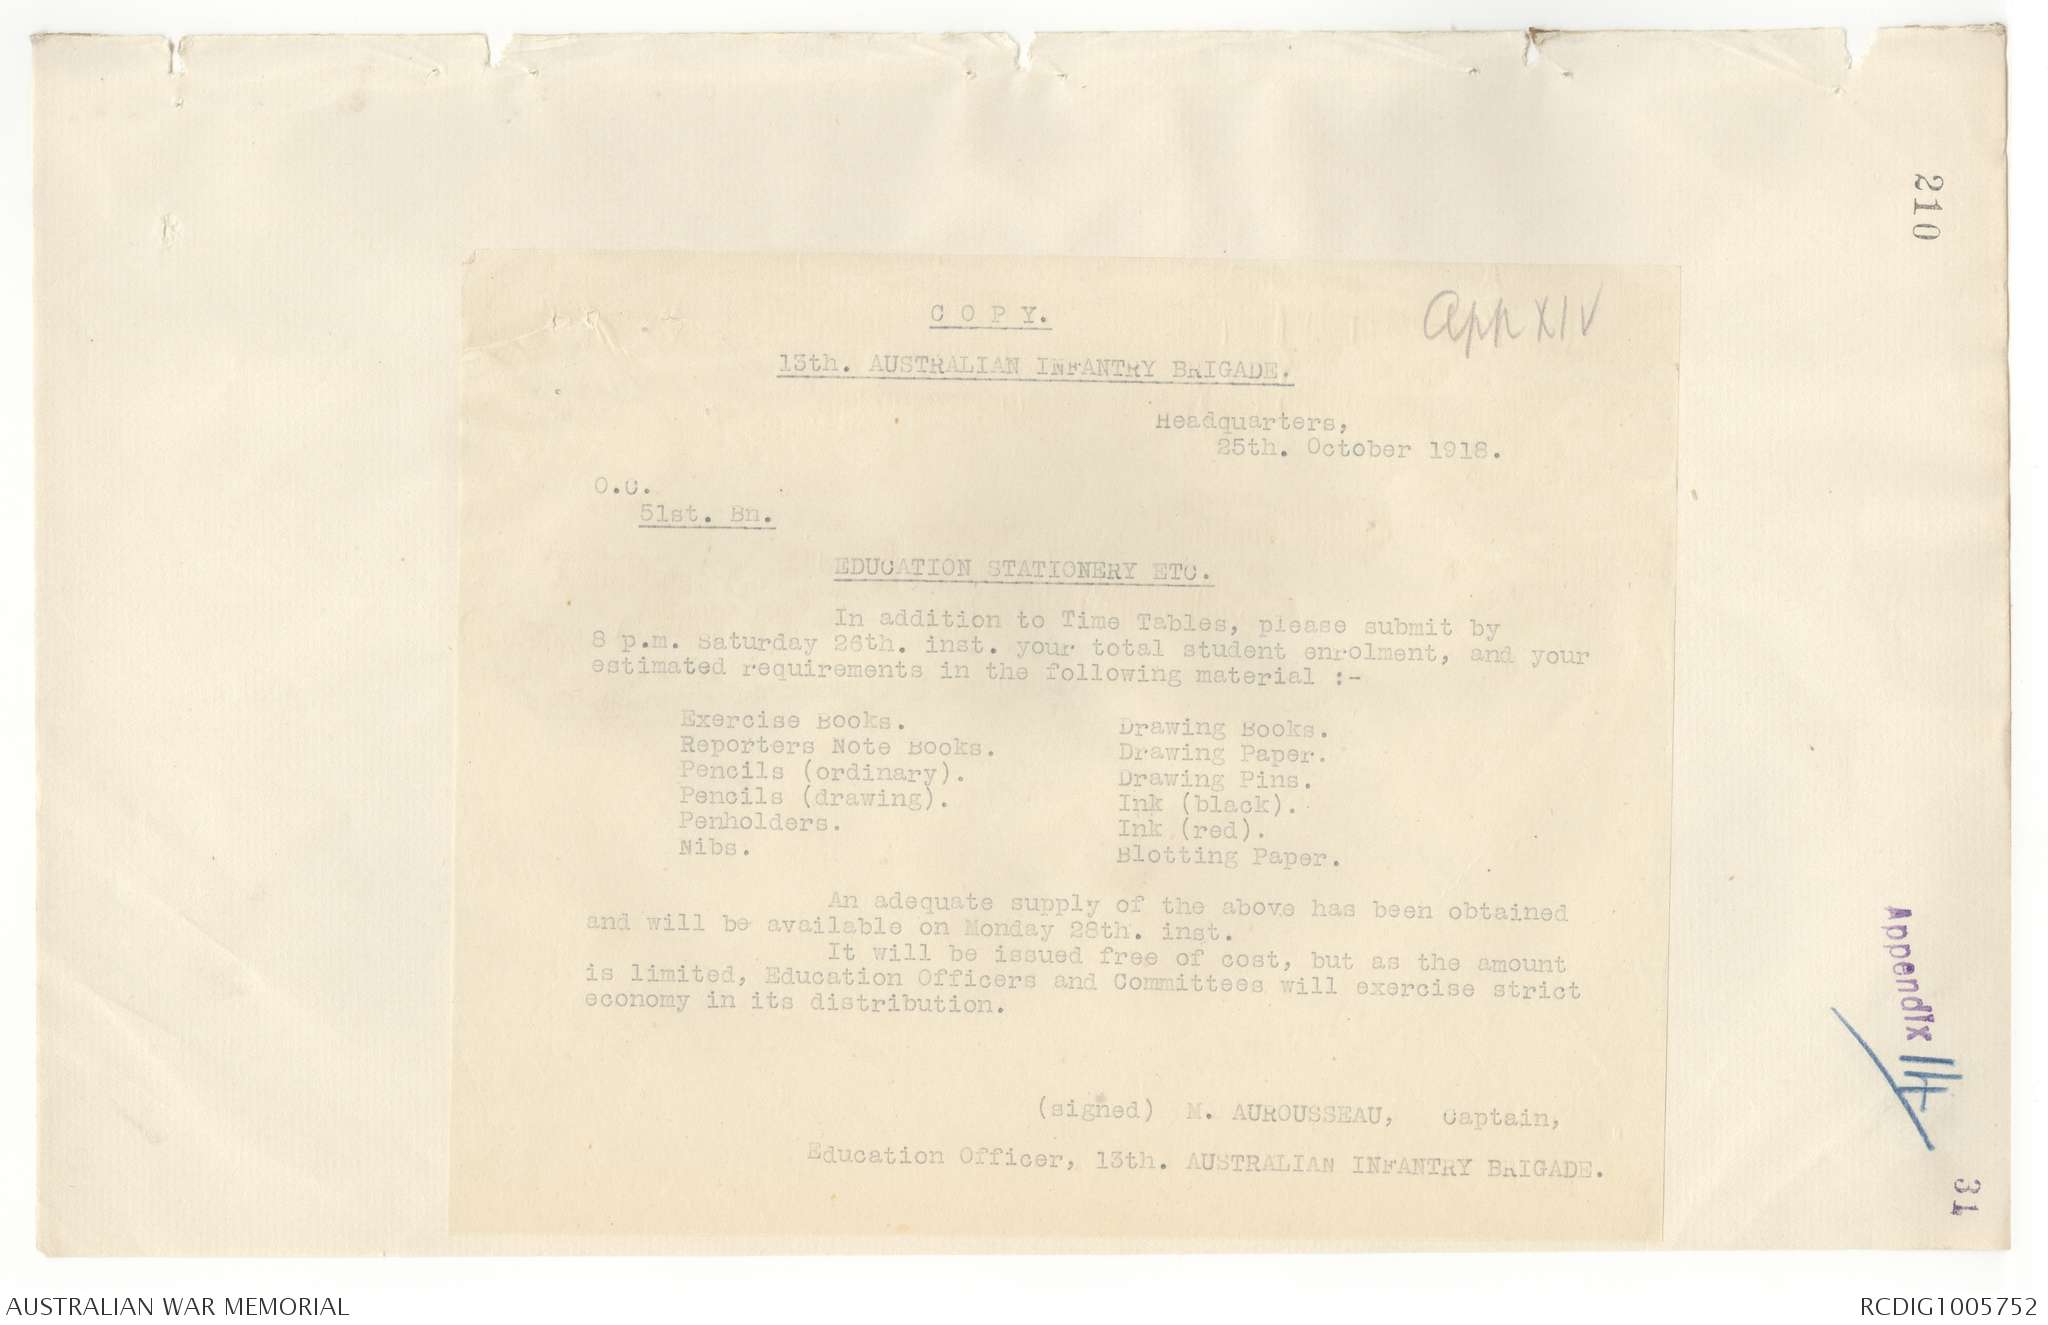 210
COPY.
App XIV
13th. AUSTRALIAN INFANTRY BRIGADE.
Headquarters,
25th. October 1918.
O.C.
51st. Bn.
EDUCATION STATIONERY ETC.
In addition to Time Tables, please submit by
8 p.m. Saturday 26th. inst. your total student enrolment, and your
estimated requirements in the following material :-
Exercise Books.
Reporters Note Books.
Pencils (ordinary).
Pencils (drawing).
Penholders.
Nibs.
Drawing Books.
Drawing Paper.
Drawing Pins.
Ink (black).
Ink (red).
Blotting Paper.
An adequate supply of the above has been obtained
and will be available on Monday 28th. inst.
It will be issued free of cost, but as the amount
is limited, Education Officers and Committees will exercise strict
economy in its distribution.
(signed) M. AUROUSSEAU, Captain,
Education Officer, 13th. AUSTRALIAN INFANTRY BRIGADE.
Appendix 14
31
AUSTRALIAN WAR MEMORIAL
RCDIG1005752